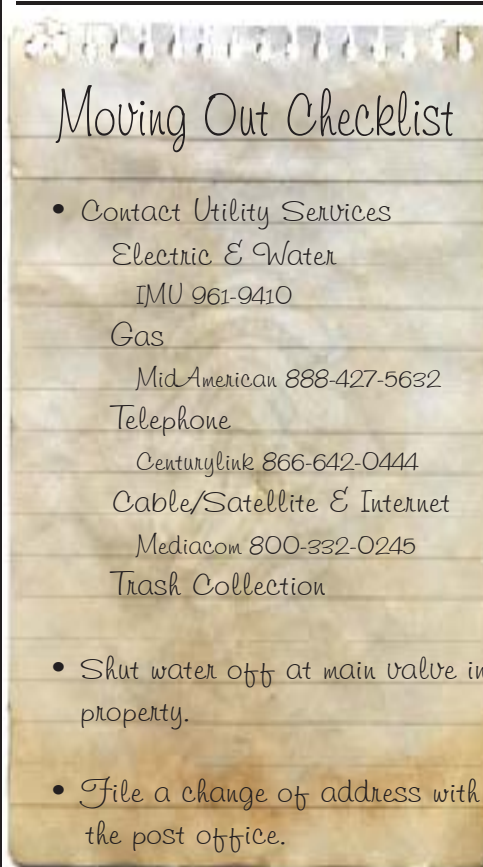 Moving Out Checklist
• Contact Utility Services
Electric & Water
IMU 961-9410
Gas
MidAmerican 888-427-5632
Telephone
Centurylink 866-642-0444
Cable/Satellite & Internet
Mediacom 800-332-0245
Trash Collection
• Shut water off at main valve in
property.
• File a change of address with
the post office.